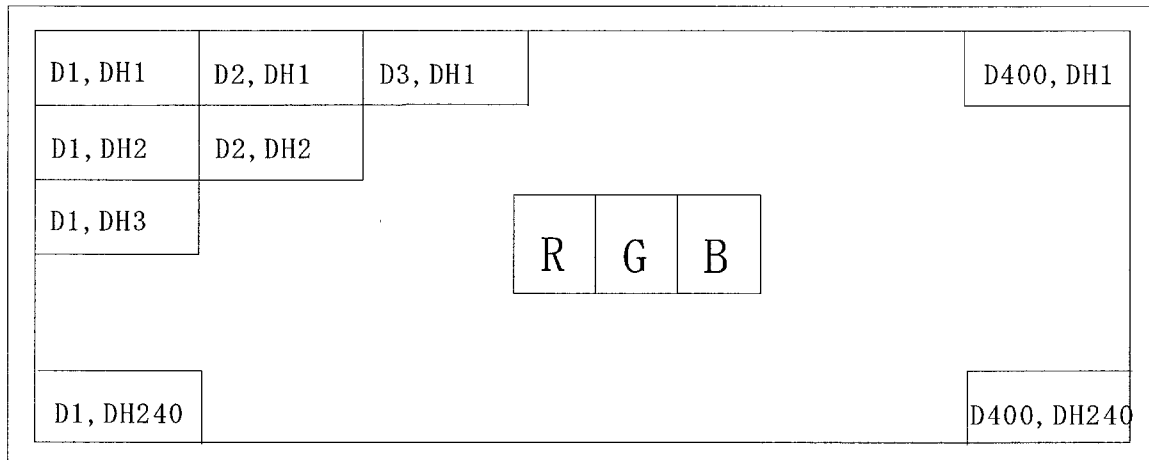 D1, DH1 D2, DH1 D3, DH1 D400, DH1
D1, DH2 D2, DH2
D1, DH3
R G B
D1, DH240 D400, DH240